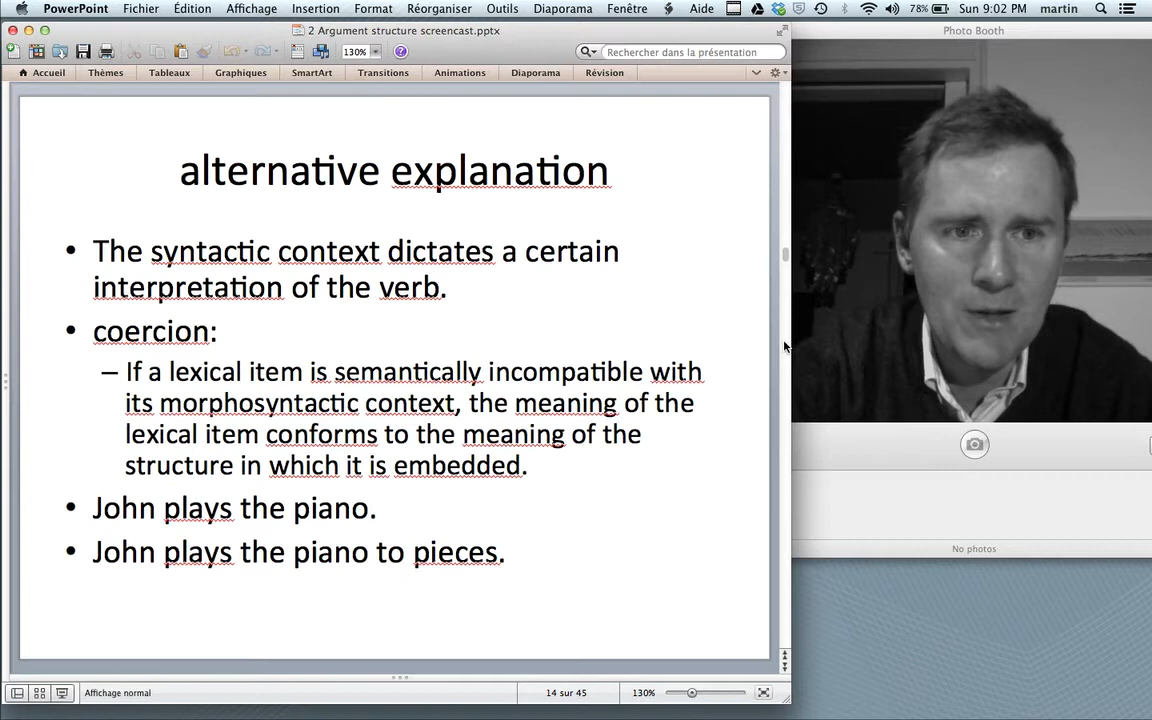 PowerPoint Fichier Édition Affichage Insertion Format Réorganiser Outils Diaporama Fenêtre Aide 78% Sun 9:02 PM martin
2 Argument structure screencast.pptx
Photo Booth
130%
Rechercher dans la présentation
Accueil Thèmes Tableaux Graphiques SmartArt Transitions Animations Diaporama Révision
alternative explanation
• The syntactic context dictates a certain
interpretation of the verb.
• coercion:
– If a lexical item is semantically incompatible with
its morphosyntactic context, the meaning of the
lexical item conforms to the meaning of the
structure in which it is embedded.
• John plays the piano.
• John plays the piano to pieces.
No photos
Affichage normal 14 sur 45 130%